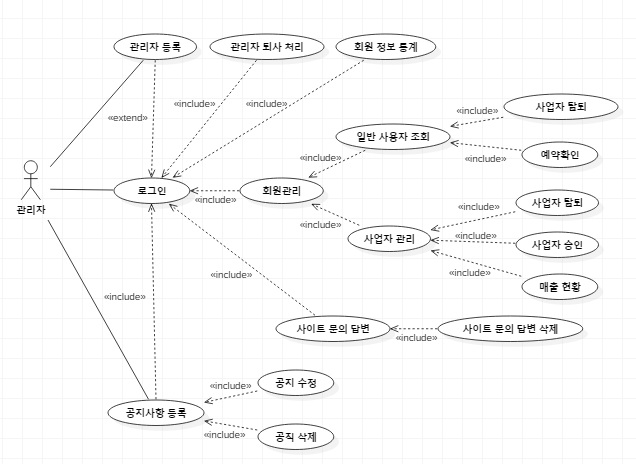 관리자 등록
관리자 퇴사 처리
회원 정보 통계
«extend»
«include»
«include»
«include»
사업자 탈퇴
일반 사용자 조회
«include»
예약확인
«include»
관리자
로그인
«include»
회원관리
«include»
사업자 관리
«include»
사업자 탈퇴
«include»
사업자 승인
«include»
매출 현황
«include»
«include»
사이트 문의 답변
«include»
사이트 문의 답변 삭제
공지사항 등록
«include»
공지 수정
«include»
공직 삭제